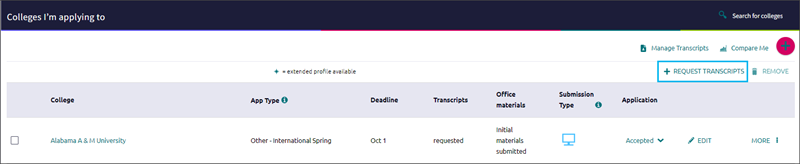 Colleges I'm applying to
Search for colleges
Manage Transcripts
Compare Me
+ = extended profile available
+ REQUEST TRANSCRIPTS
REMOVE
College
App Type
Deadline
Transcripts
Office
materials
Submission
Type
Application
Alabama A & M University
Other - International Spring
Oct 1
requested
Initial
materials
submitted
Accepted
EDIT
MORE